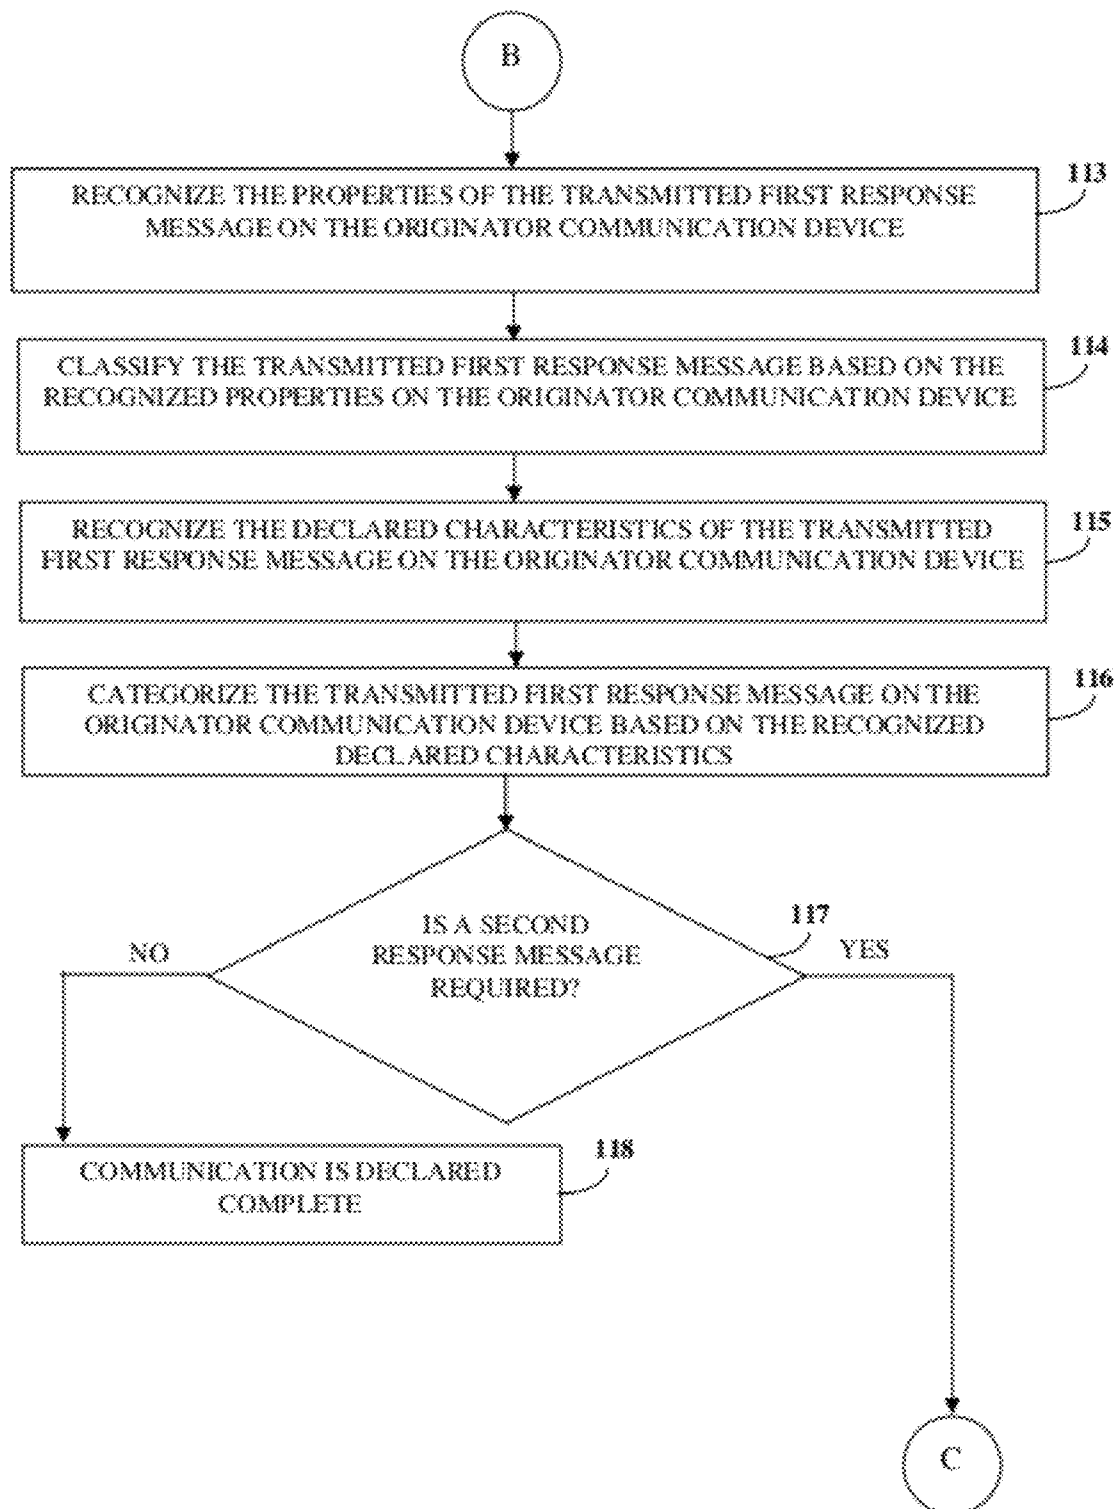 B
113
RECOGNIZE THE PROPERTIES OF THE TRANSMITTED FIRST RESPONSE
MESSAGE ON THE ORIGINATOR COMMUNICATION DEVICE
114
CLASSIFY THE TRANSMITTED FIRST RESPONSE MESSAGE BASED ON THE
RECOGNIZED PROPERTIES ON THE ORIGINATOR COMMUNICATION DEVICE
115
RECOGNIZE THE DECLARED CHARACTERISTICS OF THE TRANSMITTED
FIRST RESPONSE MESSAGE ON THE ORIGINATOR COMMUNICATION DEVICE
116
CATEGORIZE THE TRANSMITTED FIRST RESPONSE MESSAGE ON THE
ORIGINATOR COMMUNICATION DEVICE BASED ON THE RECOGNIZED
DECLARED CHARACTERISTICS
117
IS A SECOND
RESPONSE MESSAGE
REQUIRED?
NO
YES
118
COMMUNICATION IS DECLARED
COMPLETE
C